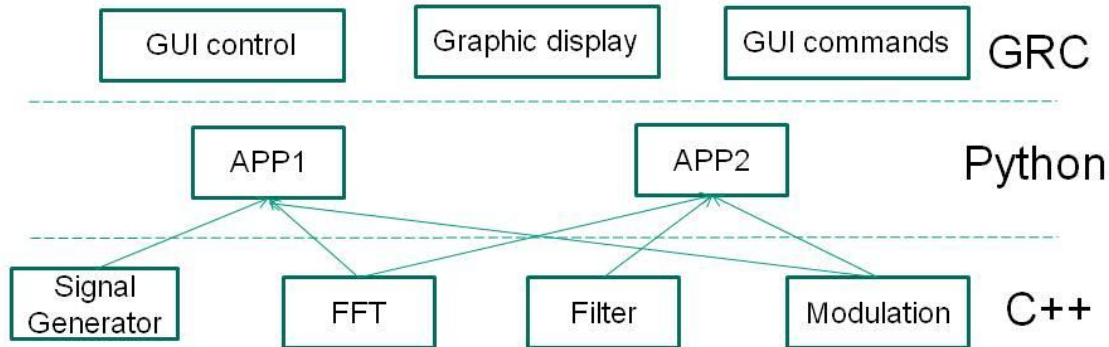 GUI control
Graphic display
GUI commands
GRC
APP1
APP2
Python
Signal
Generator
FFT
Filter
Modulation
C++